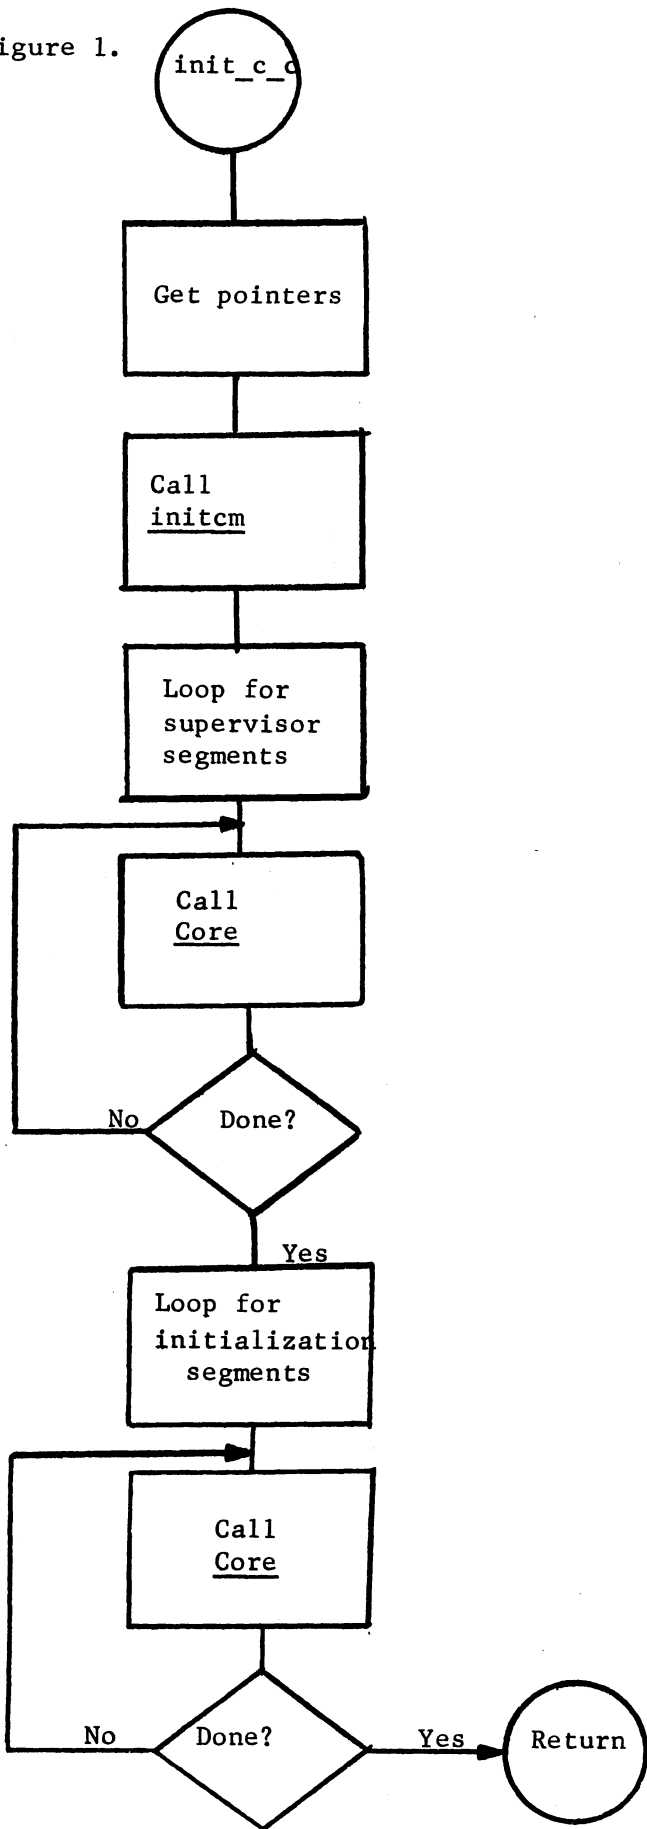 igure 1.
init_c_c
Get pointers
Call
initcm
Loop for
supervisor
segments
Call
Core
Done?
No
Yes
Loop for
initialization
segments
Call
Core
Done?
No
Yes
Return